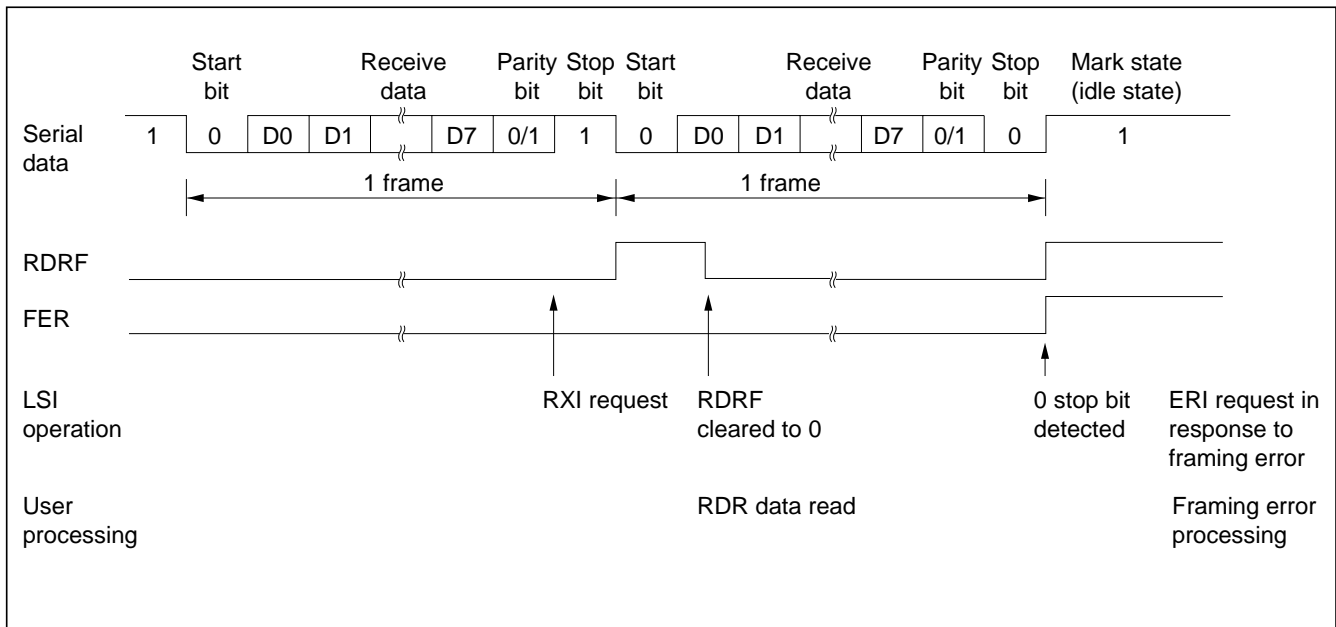 Start Receive Parity Stop Start Receive Parity Stop Mark state
bit data bit bit bit data bit bit (idle state)
Serial 1 0 D0 D1 D7 0/1 1 0 D0 D1 D7 0/1 0 1
data
1 frame 1 frame
RDRF
FER
LSI RXI request RDRF 0 stop bit ERI request in
operation cleared to 0 detected response to
framing error
User RDR data read Framing error
processing processing